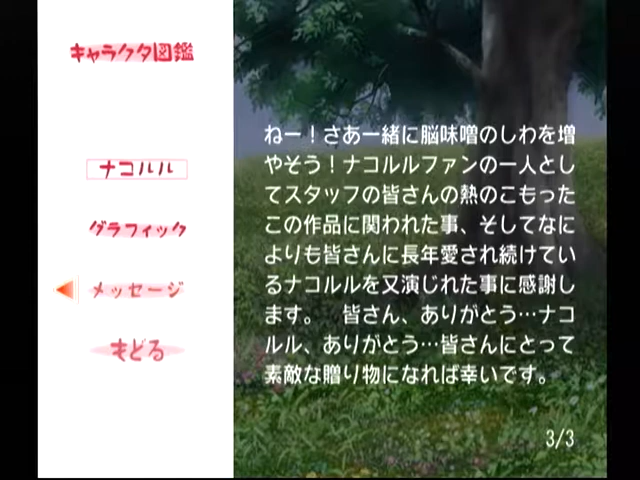 キャラクタ図鑑
ナコルル
グラフィック
メッセージ
もどる
ねー！さあ一緒に脳味噌のしわを増
やそう！ナコルルファンの一人とし
てスタッフの皆さんの熱のこもった
この作品に関われた事、そしてなに
よりも皆さんに長年愛され続けてい
るナコルルを又演じれた事に感謝し
ます。　皆さん、ありがとう…ナコ
ルル、ありがとう…皆さんにとって
素敵な贈り物になれば幸いです。
3/3